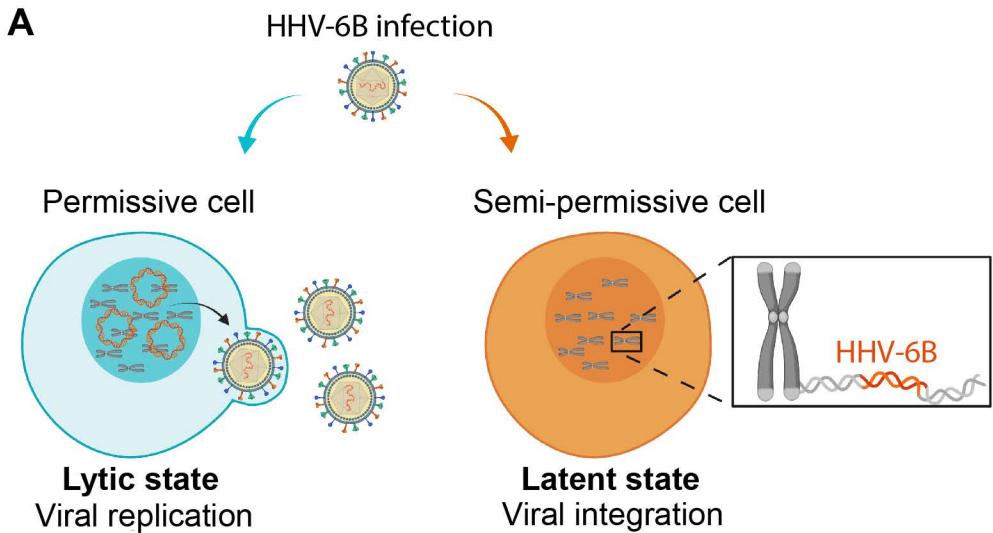 A
HHV-6B infection
Permissive cell
Semi-permissive cell
HHV-6B
Lytic state
Viral replication
Latent state
Viral integration